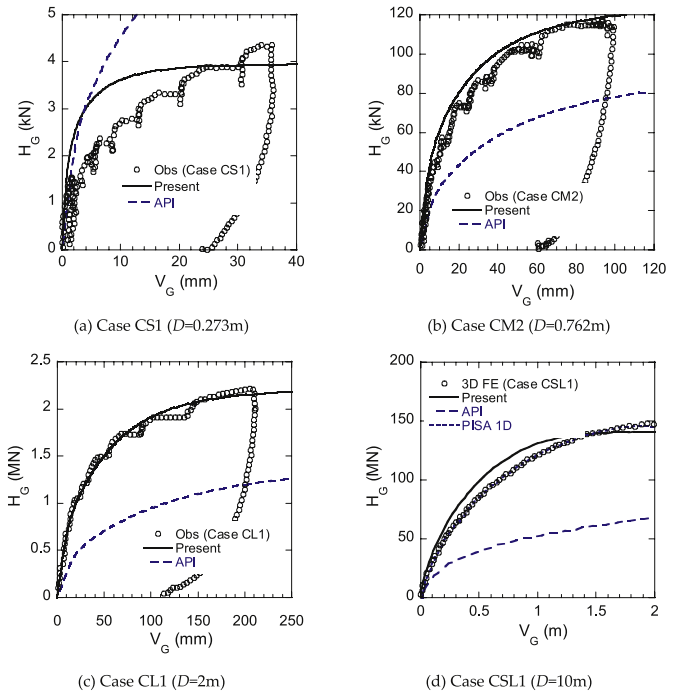 5
4
3
2
1
0
H_G (kN)
Obs (Case CS1)
Present
API
0 10 20 30 40
V_G (mm)
(a) Case CS1 (D=0.273m)
120
100
80
60
40
20
0
H_G (kN)
Obs (Case CM2)
Present
API
0 20 40 60 80 100 120
V_G (mm)
(b) Case CM2 (D=0.762m)
2.5
2
1.5
1
0.5
0
H_G (MN)
Obs (Case CL1)
Present
API
0 50 100 150 200 250
V_G (mm)
(c) Case CL1 (D=2m)
200
150
100
50
0
H_G (MN)
3D FE (Case CSL1)
Present
API
PISA 1D
0 0.5 1 1.5 2
V_G (m)
(d) Case CSL1 (D=10m)